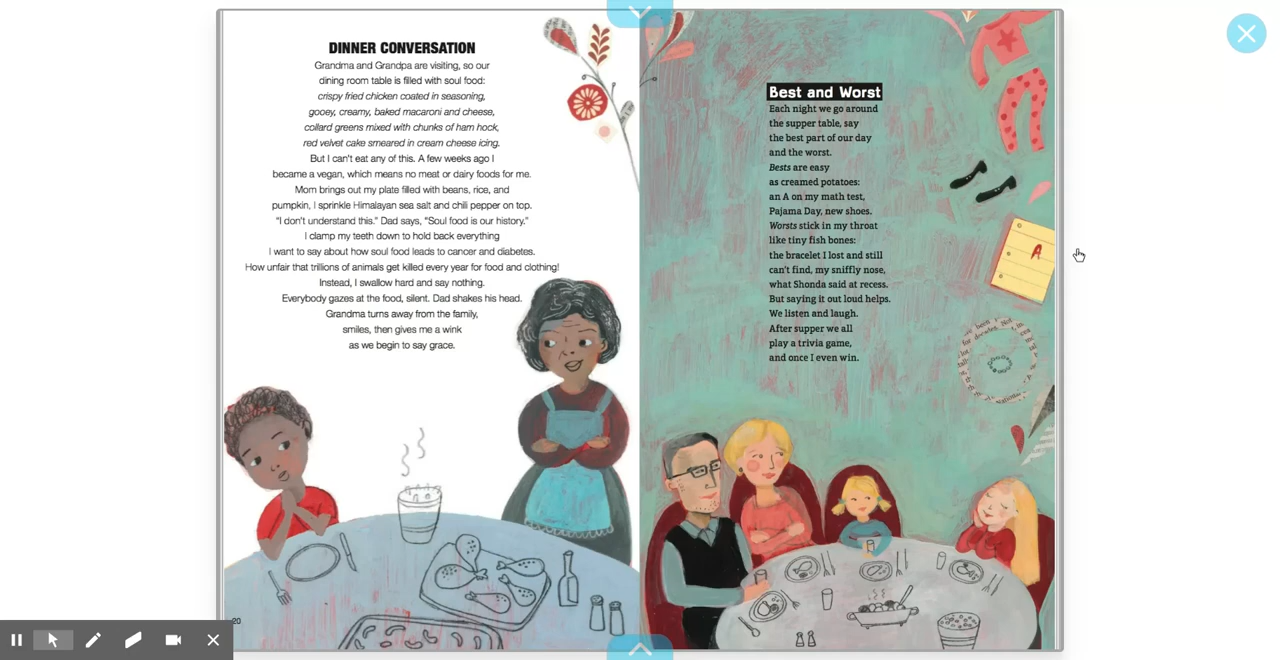 DINNER CONVERSATION
Grandma and Grandpa are visiting, so our
dining room table is filled with soul food:
crispy fried chicken coated in seasoning,
gooey, creamy, baked macaroni and cheese,
collard greens mixed with chunks of ham hock,
red velvet cake smeared in cream cheese icing.
But I can't eat any of this. A few weeks ago I
became a vegan, which means no meat or dairy foods for me.
Mom brings out my plate filled with beans, rice, and
pumpkin, I sprinkle Himalayan sea salt and chili pepper on top.
"I don't understand this." Dad says, "Soul food is our history."
I clamp my teeth down to hold back everything
I want to say about how soul food leads to cancer and diabetes.
How unfair that trillions of animals get killed every year for food and clothing!
Instead, I swallow hard and say nothing.
Everybody gazes at the food, silent. Dad shakes his head.
Grandma turns away from the family,
smiles, then gives me a wink
as we begin to say grace.
20
Best and Worst
Each night we go around
the supper table, say
the best part of our day
and the worst.
Bests are easy
as creamed potatoes:
an A on my math test,
Pajama Day, new shoes.
Worsts stick in my throat
like tiny fish bones:
the bracelet I lost and still
can't find, my sniffly nose,
what Shonda said at recess.
But saying it out loud helps.
We listen and laugh.
After supper we all
play a trivia game,
and once I even win.
A